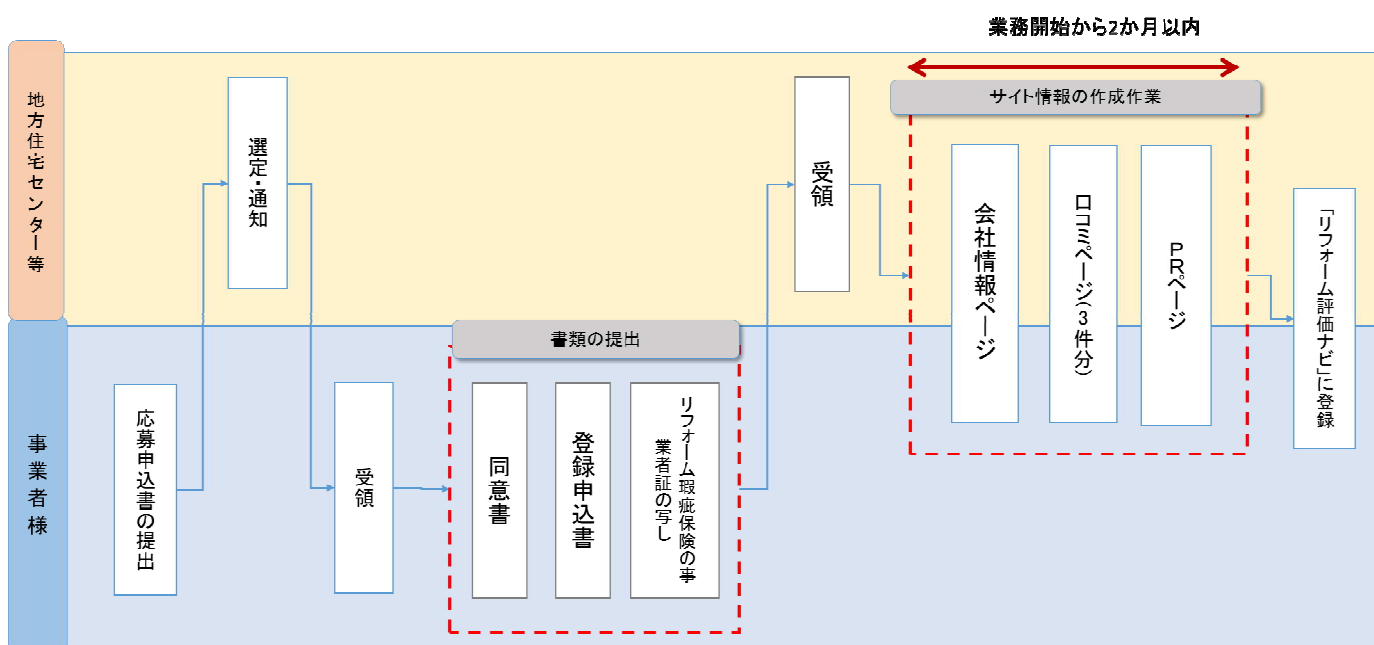 業務開始から2か月以内
地方住宅センター等
選定・通知
受領
サイト情報の作成作業
会社情報ページ
口コミページ(3件分)
PRページ
「リフォーム評価ナビ」に登録
事業者様
応募申込書の提出
受領
書類の提出
同意書
登録申込書
リフォーム瑕疵保険の事
業者証の写し